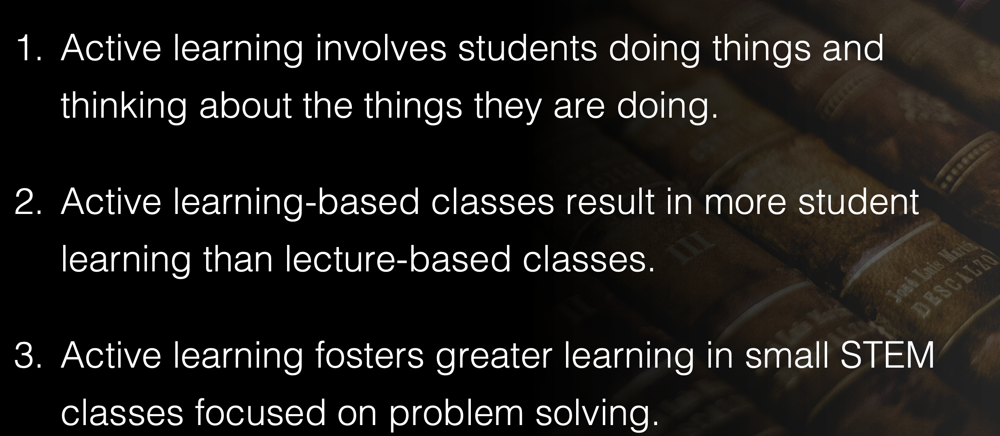 1. Active learning involves students doing things and
thinking about the things they are doing.
2. Active learning-based classes result in more student
learning than lecture-based classes.
3. Active learning fosters greater learning in small STEM
classes focused on problem solving.
III
II
José Luis Martín
DESCALZO